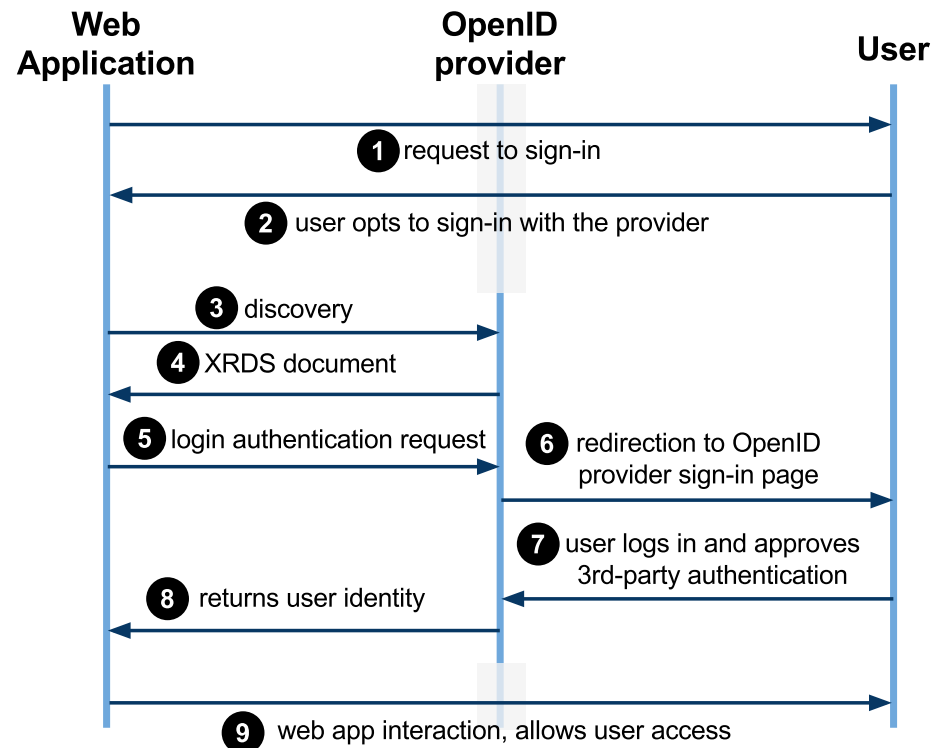 Web
Application
OpenID
provider
User
1 request to sign-in
2 user opts to sign-in with the provider
3 discovery
4 XRDS document
5 login authentication request
6 redirection to OpenID
provider sign-in page
7 user logs in and approves
3rd-party authentication
8 returns user identity
9 web app interaction, allows user access